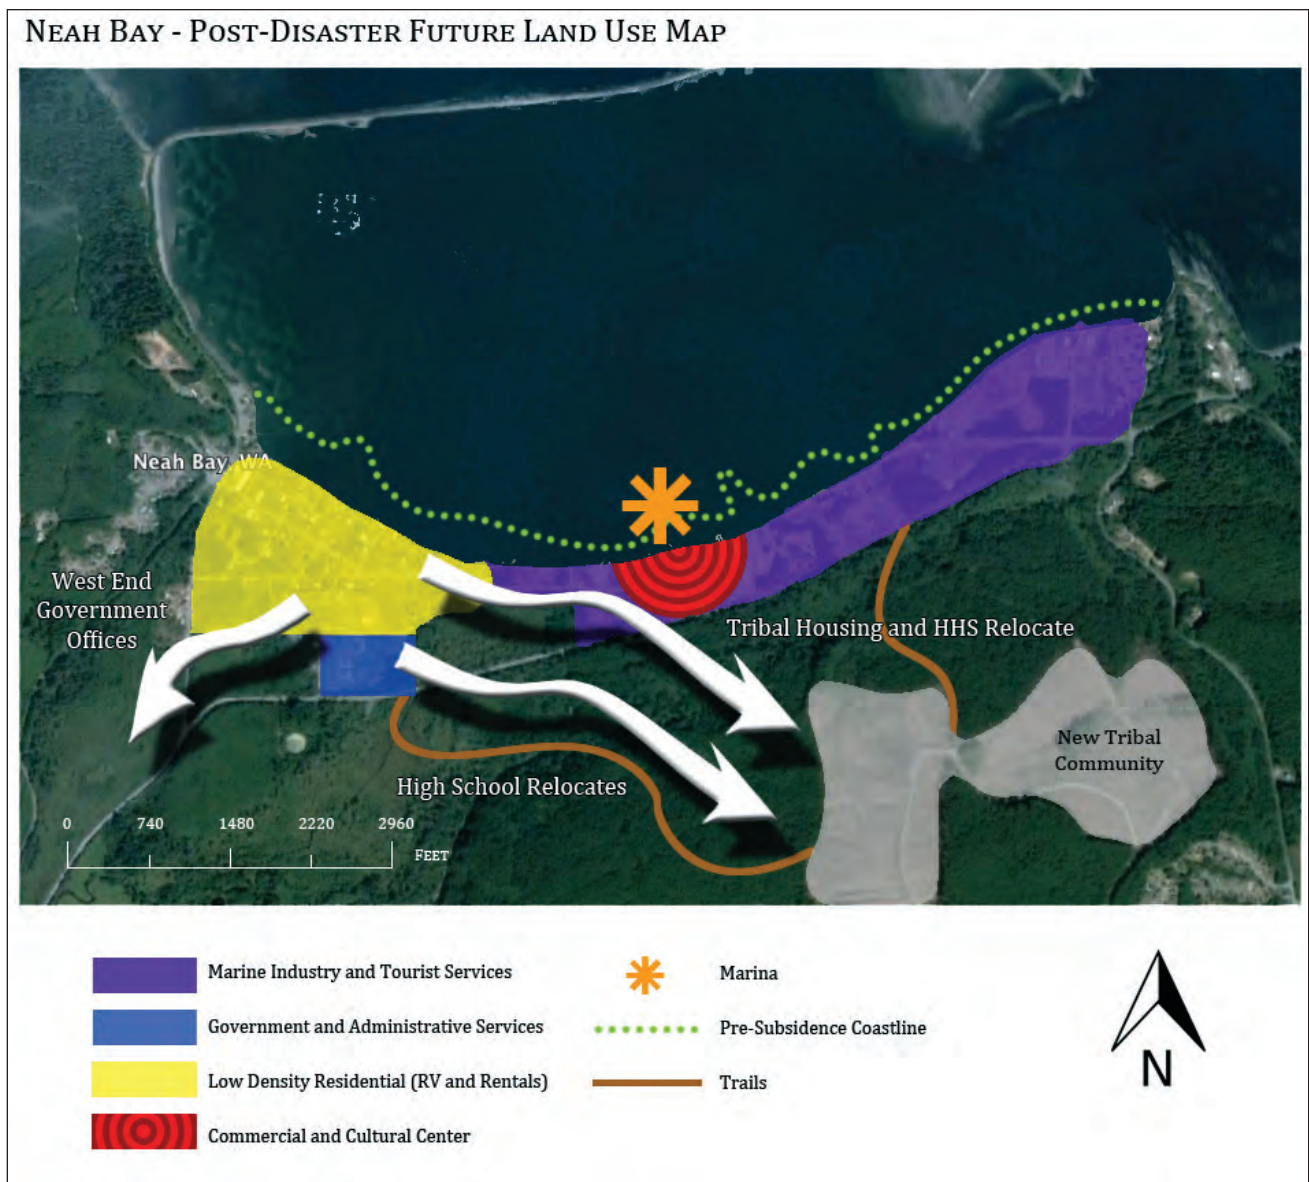 NEAH BAY - POST-DISASTER FUTURE LAND USE MAP
Neah Bay, WA
West End
Government
Offices
Tribal Housing and HHS Relocate
New Tribal
Community
High School Relocates
0 740 1480 2220 2960
FEET
Marine Industry and Tourist Services
Government and Administrative Services
Low Density Residential (RV and Rentals)
Commercial and Cultural Center
Marina
Pre-Subsidence Coastline
Trails
N